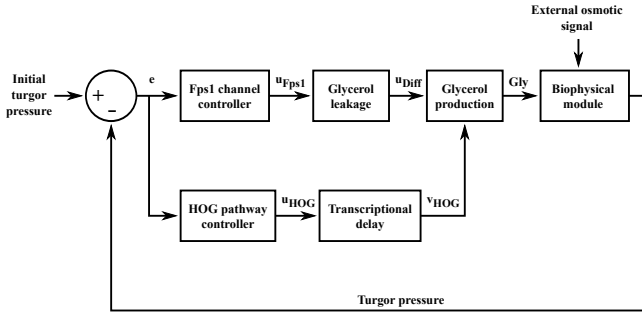 External osmotic
signal
Initial
turgor
pressure
+
-
e
Fps1 channel
controller
uFps1
Glycerol
leakage
uDiff
Glycerol
production
Gly
Biophysical
module
HOG pathway
controller
uHOG
Transcriptional
delay
vHOG
Turgor pressure